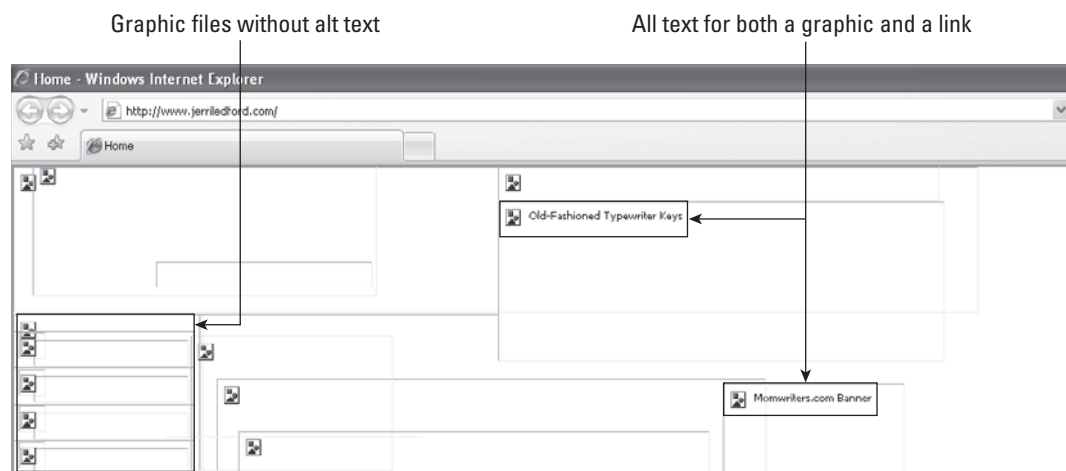 Graphic files without alt text
All text for both a graphic and a link
Home - Windows Internet Explorer
http://www.jerriledford.com/
Home
Old-Fashioned Typewriter Keys
Momwriters.com Banner